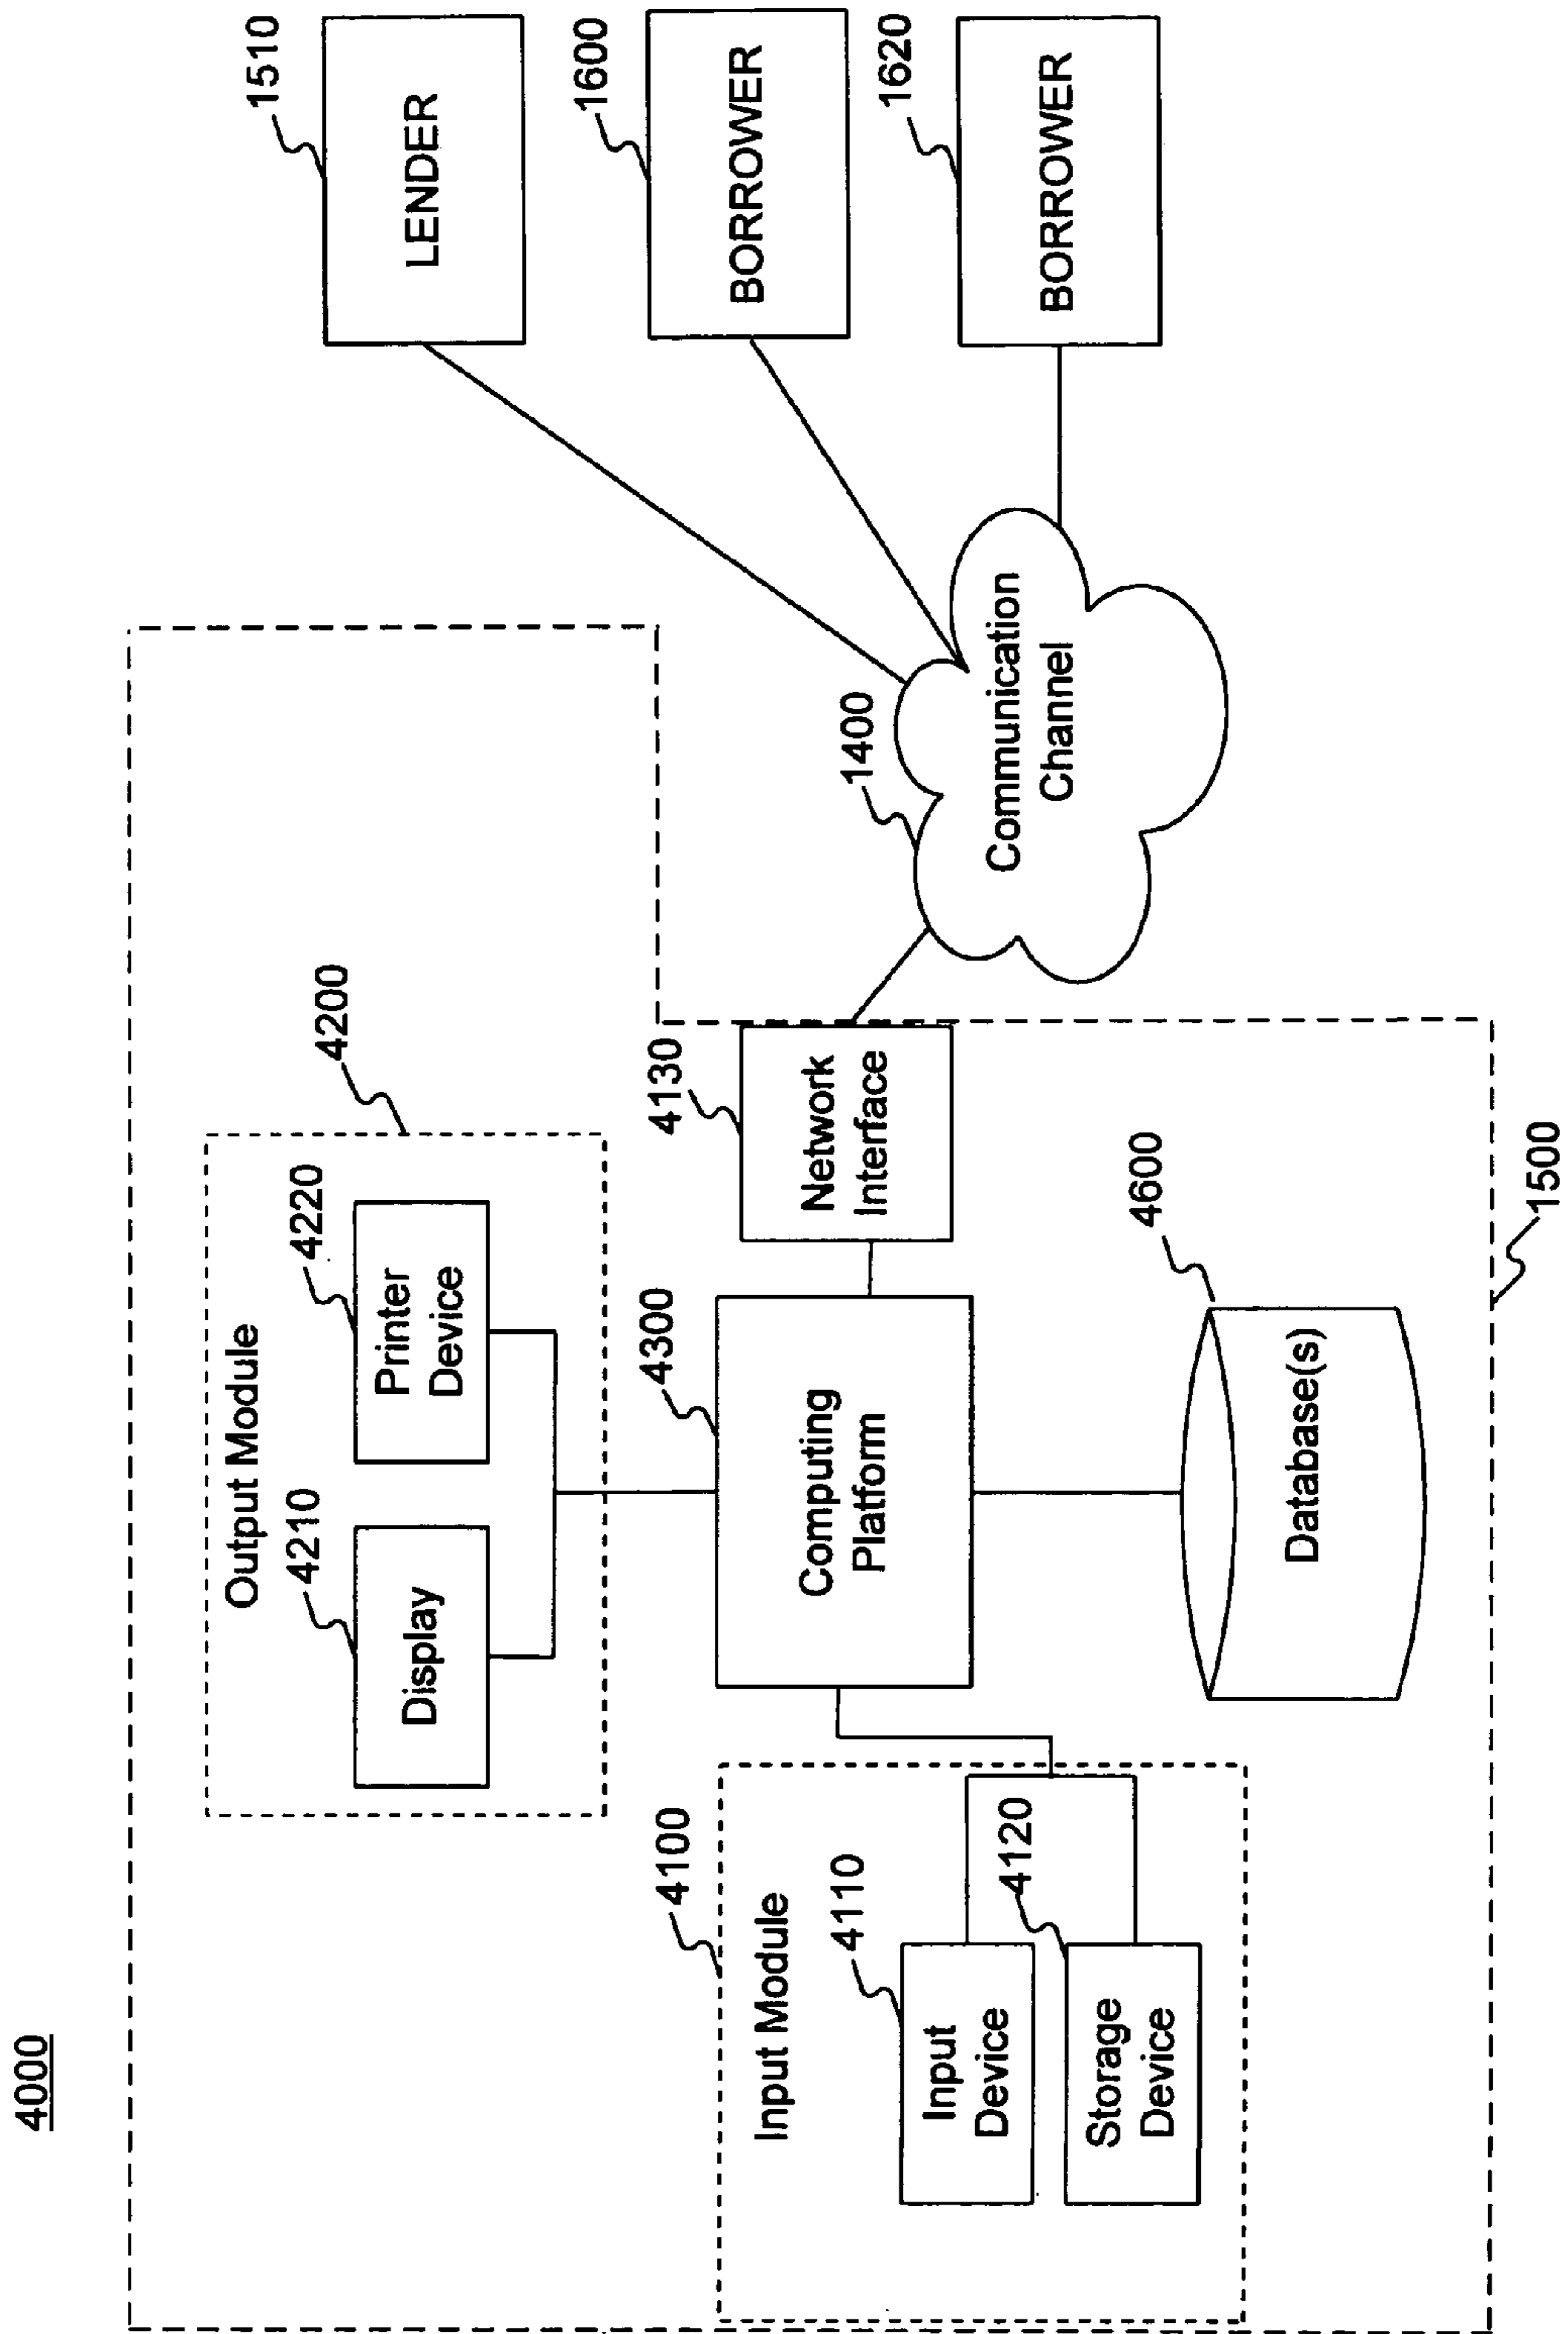 4000
Output Module
4200
4210
Display
4220
Printer
Device
4100
Input Module
4110
Input
Device
4120
Storage
Device
4300
Computing
Platform
4130
Network
Interface
4600
Database(s)
1500
1400
Communication
Channel
1510
LENDER
1600
BORROWER
1620
BORROWER